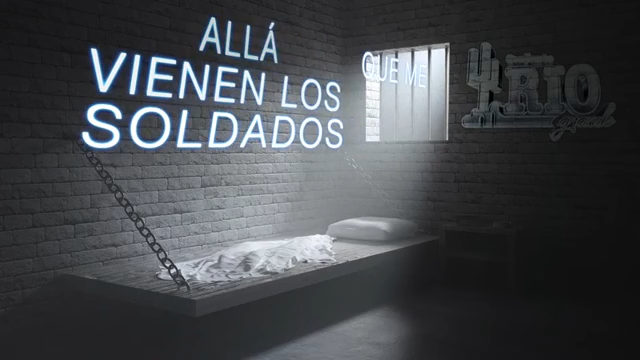 ALLÁ
VIENEN LOS
SOLDADOS
QUE ME
RIO